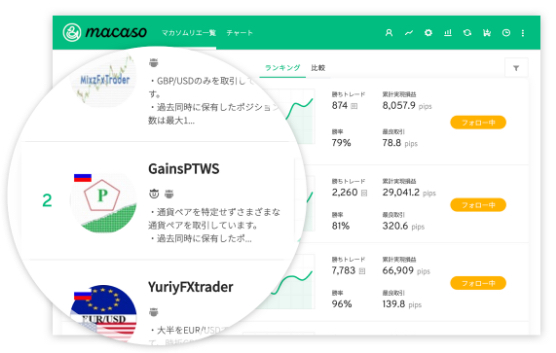 macaso マカソムリエ一覧 チャート
ランキング 比較
MizzFxTrader
・GBP/USDのみを取引して
す。
・過去同時に保有したポジション
数は最大1...
勝ちトレード 累計実現損益
874 回 8,057.9 pips
勝率 最良取引
79% 78.8 pips
フォロー中
2
P
GainsPTWS
・通貨ペアを特定せずさまざまな
通貨ペアを取引しています。
・過去同時に保有したポ...
勝ちトレード 累計実現損益
2,260 回 29,041.2 pips
勝率 最良取引
81% 320.6 pips
フォロー中
EUR/USD
YuriyFXtrader
・大半をEUR/USD
勝ちトレード 累計実現損益
7,783 回 66,909 pips
勝率 最良取引
96% 139.8 pips
フォロー中